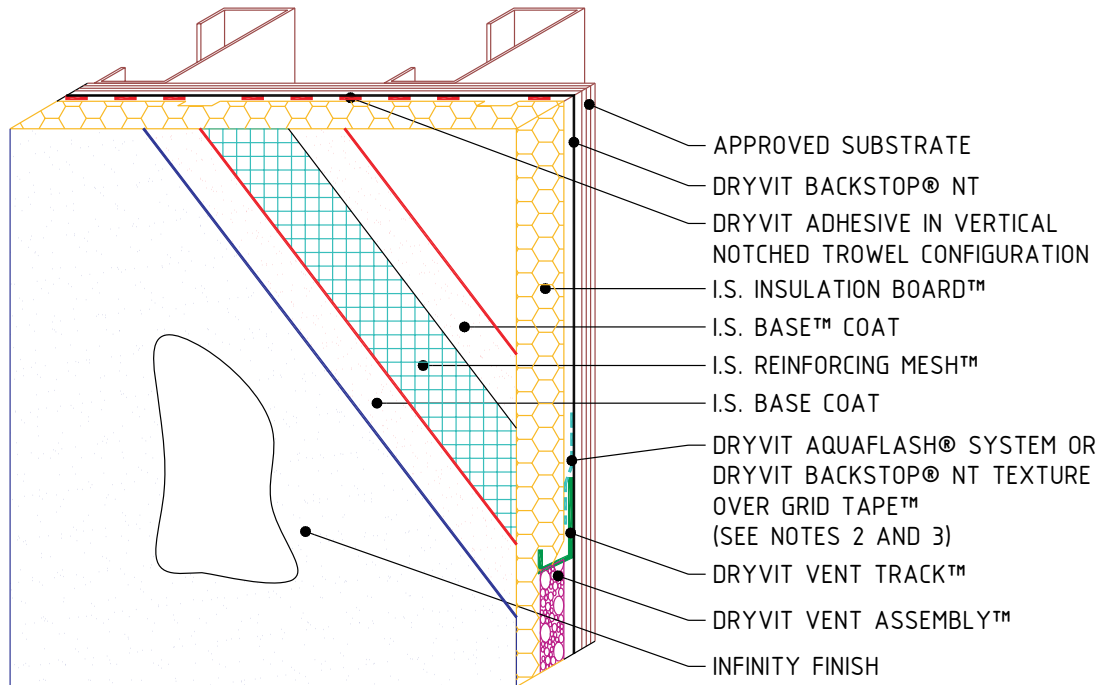 APPROVED SUBSTRATE
DRYVIT BACKSTOP® NT
DRYVIT ADHESIVE IN VERTICAL
NOTCHED TROWEL CONFIGURATION
I.S. INSULATION BOARD™
I.S. BASE™ COAT
I.S. REINFORCING MESH™
I.S. BASE COAT
DRYVIT AQUAFLASH® SYSTEM OR
DRYVIT BACKSTOP® NT TEXTURE
OVER GRID TAPE™
(SEE NOTES 2 AND 3)
DRYVIT VENT TRACK™
DRYVIT VENT ASSEMBLY™
INFINITY FINISH